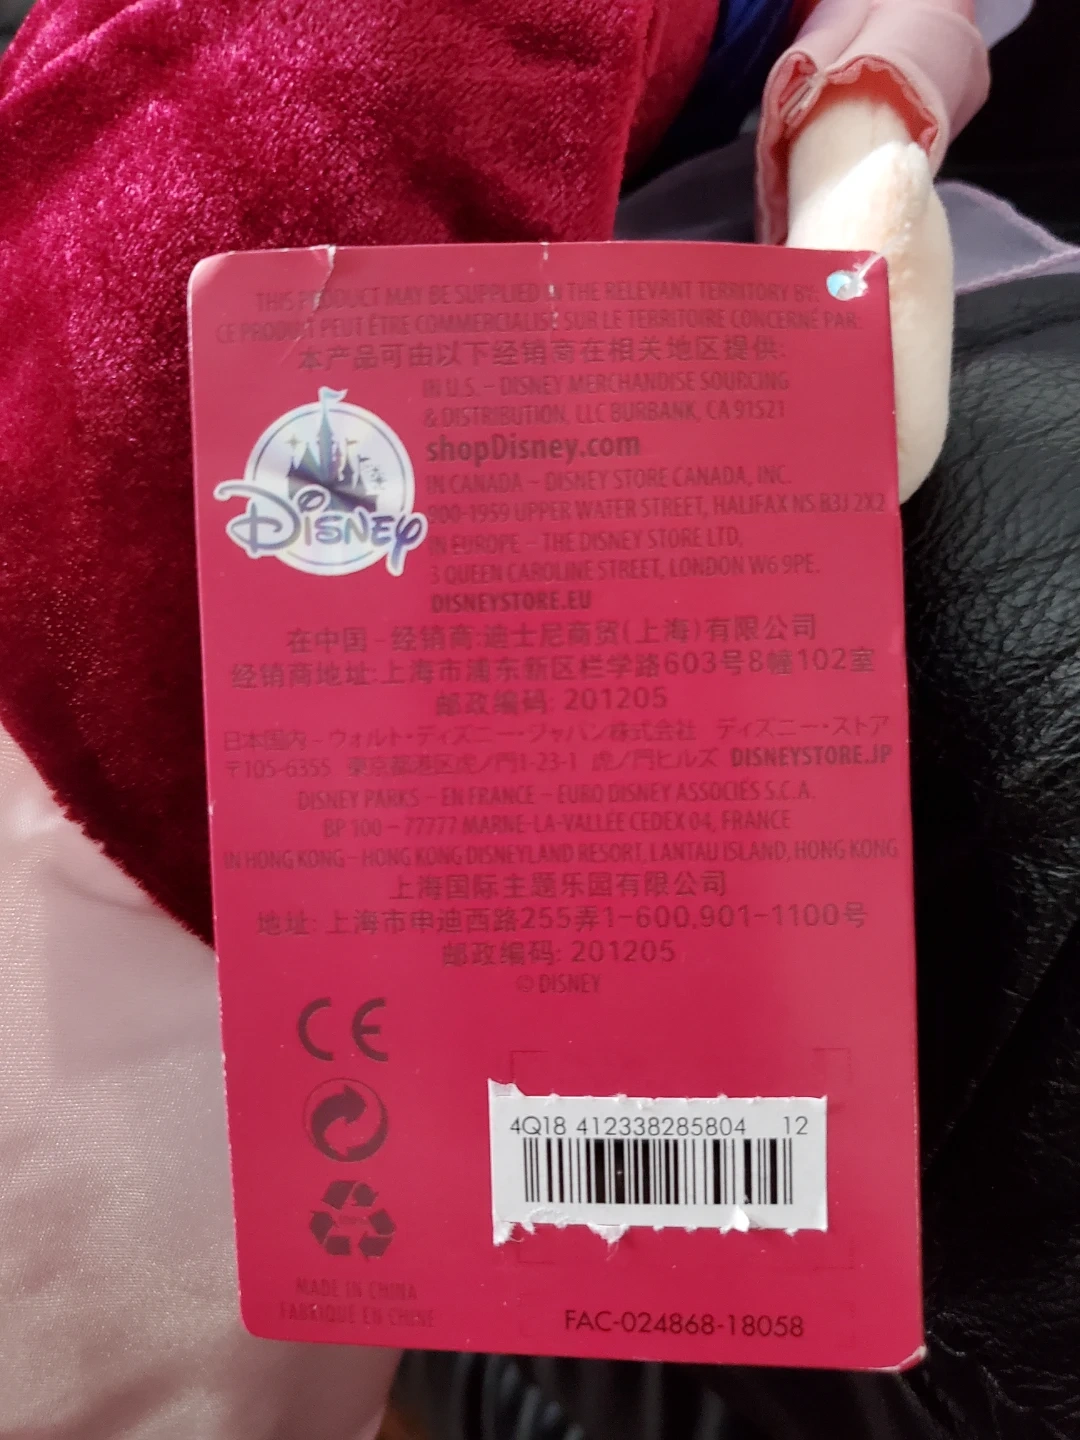 THIS PRODUCT MAY BE SUPPLIED IN THE RELEVANT TERRITORY BY:
CE PRODUIT PEUT ÊTRE COMMERCIALISÉ SUR LE TERRITOIRE CONCERNÉ PAR:
本产品可由以下经销商在相关地区提供:
IN U.S. – DISNEY MERCHANDISE SOURCING
& DISTRIBUTION, LLC BURBANK, CA 91521
shopDisney.com
IN CANADA – DISNEY STORE CANADA, INC.
900-1959 UPPER WATER STREET, HALIFAX NS B3J 2X2
DISNEY
IN EUROPE – THE DISNEY STORE LTD,
3 QUEEN CAROLINE STREET, LONDON W6 9PE.
DISNEYSTORE.EU
在中国 - 经销商:迪士尼商贸(上海)有限公司
经销商地址:上海市浦东新区栏学路603号8幢102室
邮政编码: 201205
日本国内 – ウォルト・ディズニー・ジャパン株式会社 ディズニー・ストア
〒105-6355 東京都港区虎ノ門1-23-1 虎ノ門ヒルズ DISNEYSTORE.JP
DISNEY PARKS – EN FRANCE – EURO DISNEY ASSOCIÉS S.C.A.
BP 100 – 77777 MARNE-LA-VALLÉE CEDEX 04, FRANCE
IN HONG KONG – HONG KONG DISNEYLAND RESORT, LANTAU ISLAND, HONG KONG
上海国际主题乐园有限公司
地址: 上海市申迪西路255弄1-600,901-1100号
邮政编码: 201205
© DISNEY
CE
4Q18 412338285804 12
MADE IN CHINA
FABRIQUÉ EN CHINE
FAC-024868-18058